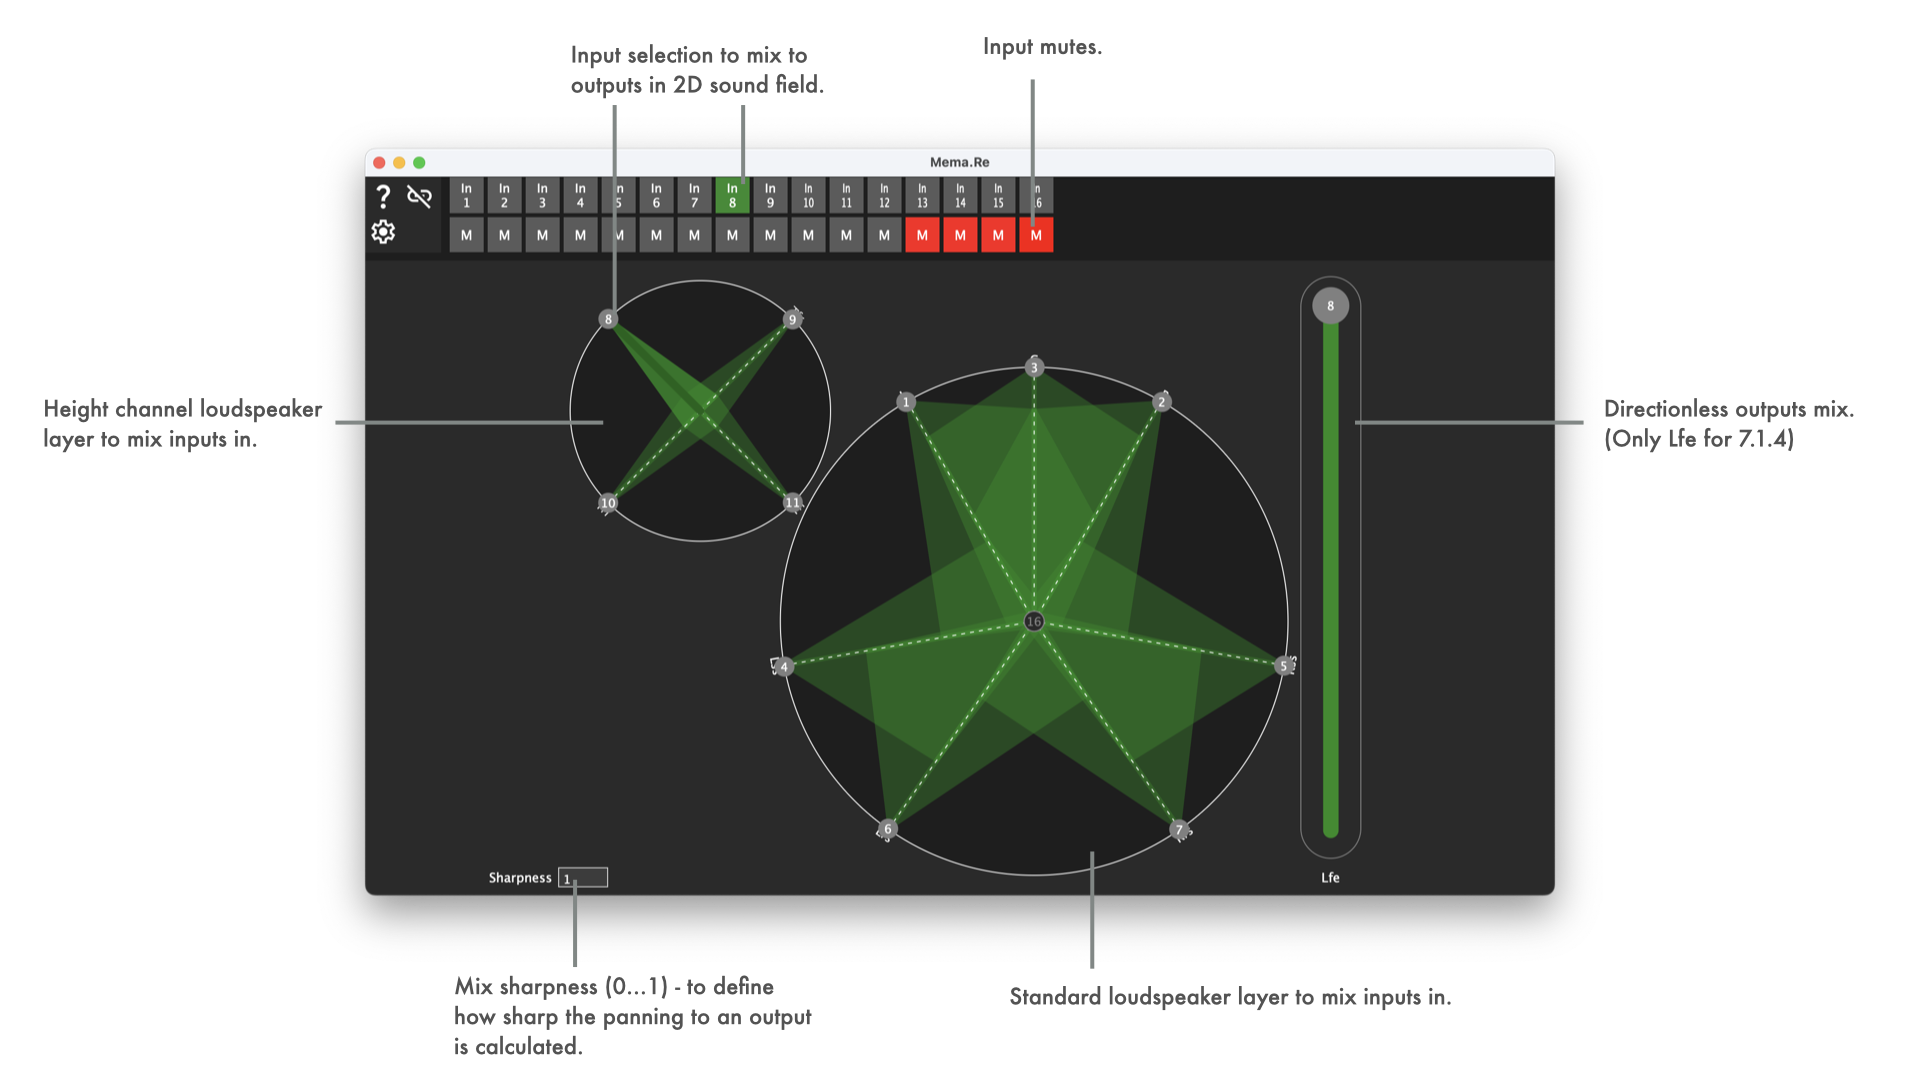 Input selection to mix to
outputs in 2D sound field.
Input mutes.
Mema.Re
?
In 1
In 2
In 3
In 4
In 6
In 7
In 8
In 9
In 10
In 11
In 12
In 13
In 14
In 15
M M M M M M M M M M M M M M M M
8
9
10
11
3
1
2
16
4
5
6
7
8
Lfe
Sharpness 1
Height channel loudspeaker
layer to mix inputs in.
Directionless outputs mix.
(Only Lfe for 7.1.4)
Mix sharpness (0...1) - to define
how sharp the panning to an output
is calculated.
Standard loudspeaker layer to mix inputs in.